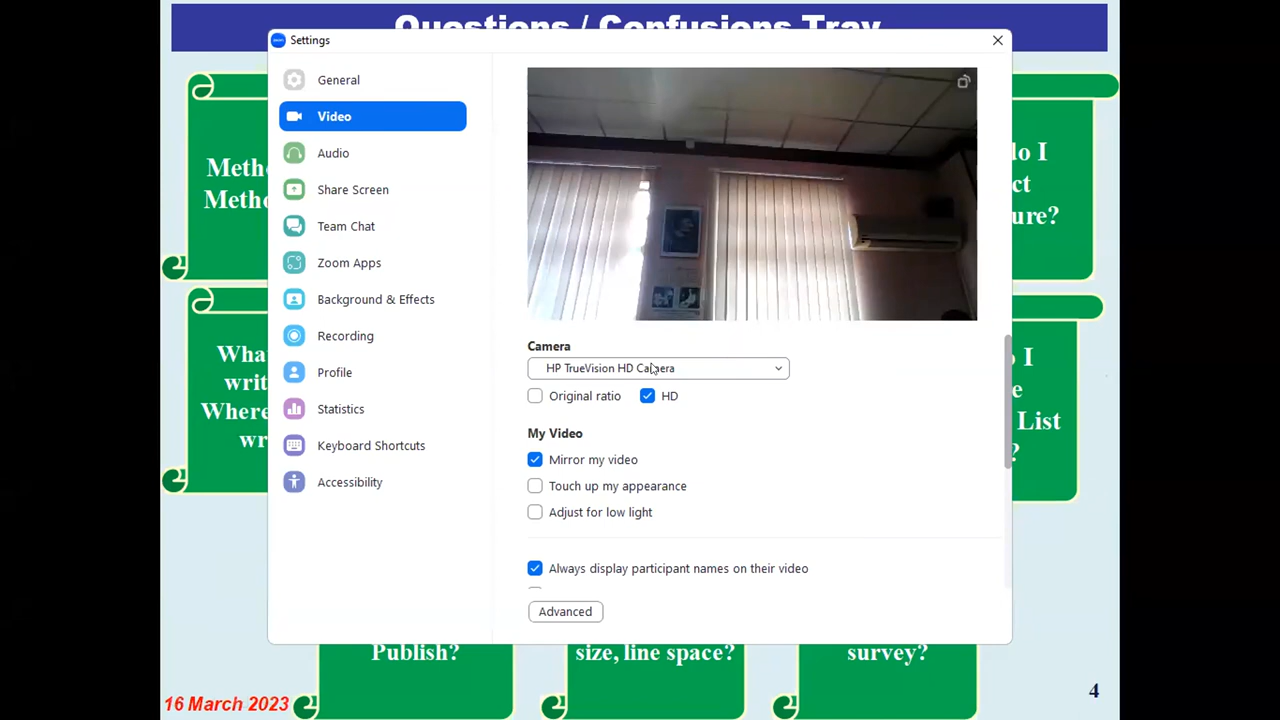 Questions / Confusions Tray
Settings
General
Video
Audio
Share Screen
Team Chat
Zoom Apps
Background & Effects
Recording
Profile
Statistics
Keyboard Shortcuts
Accessibility
Camera
HP TrueVision HD Camera
Original ratio
HD
My Video
Mirror my video
Touch up my appearance
Adjust for low light
Always display participant names on their video
Advanced
I
ure?
I
List
?
Publish?
size, line space?
survey?
16 March 2023
4